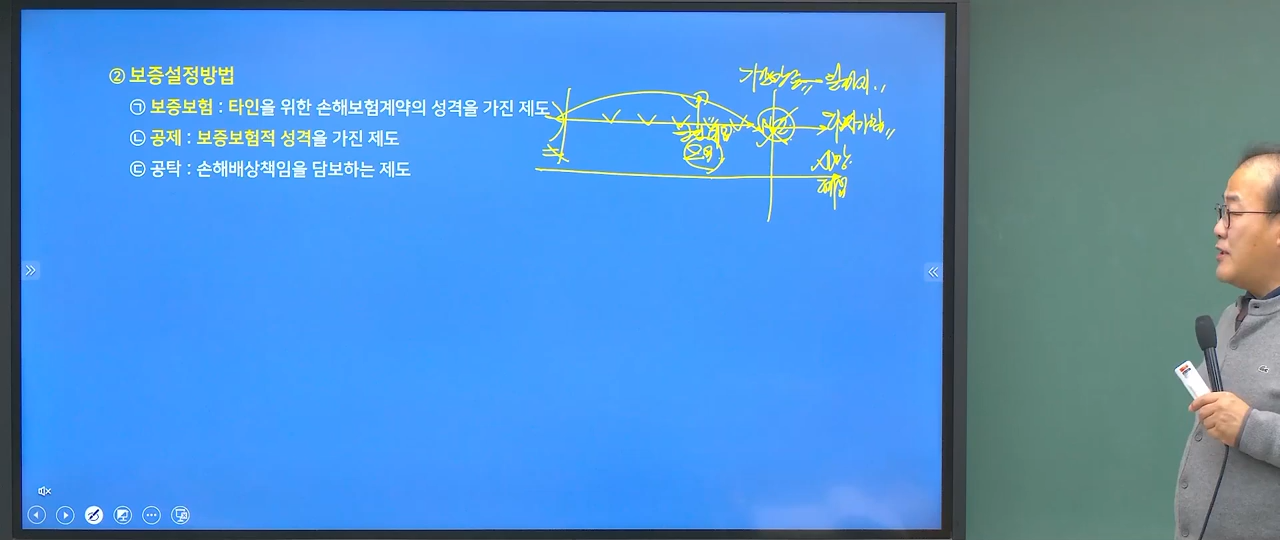 ② 보증설정방법
㉠ 보증보험 : 타인을 위한 손해보험계약의 성격을 가진 제도
㉡ 공제 : 보증보험적 성격을 가진 제도
㉢ 공탁 : 손해배상책임을 담보하는 제도